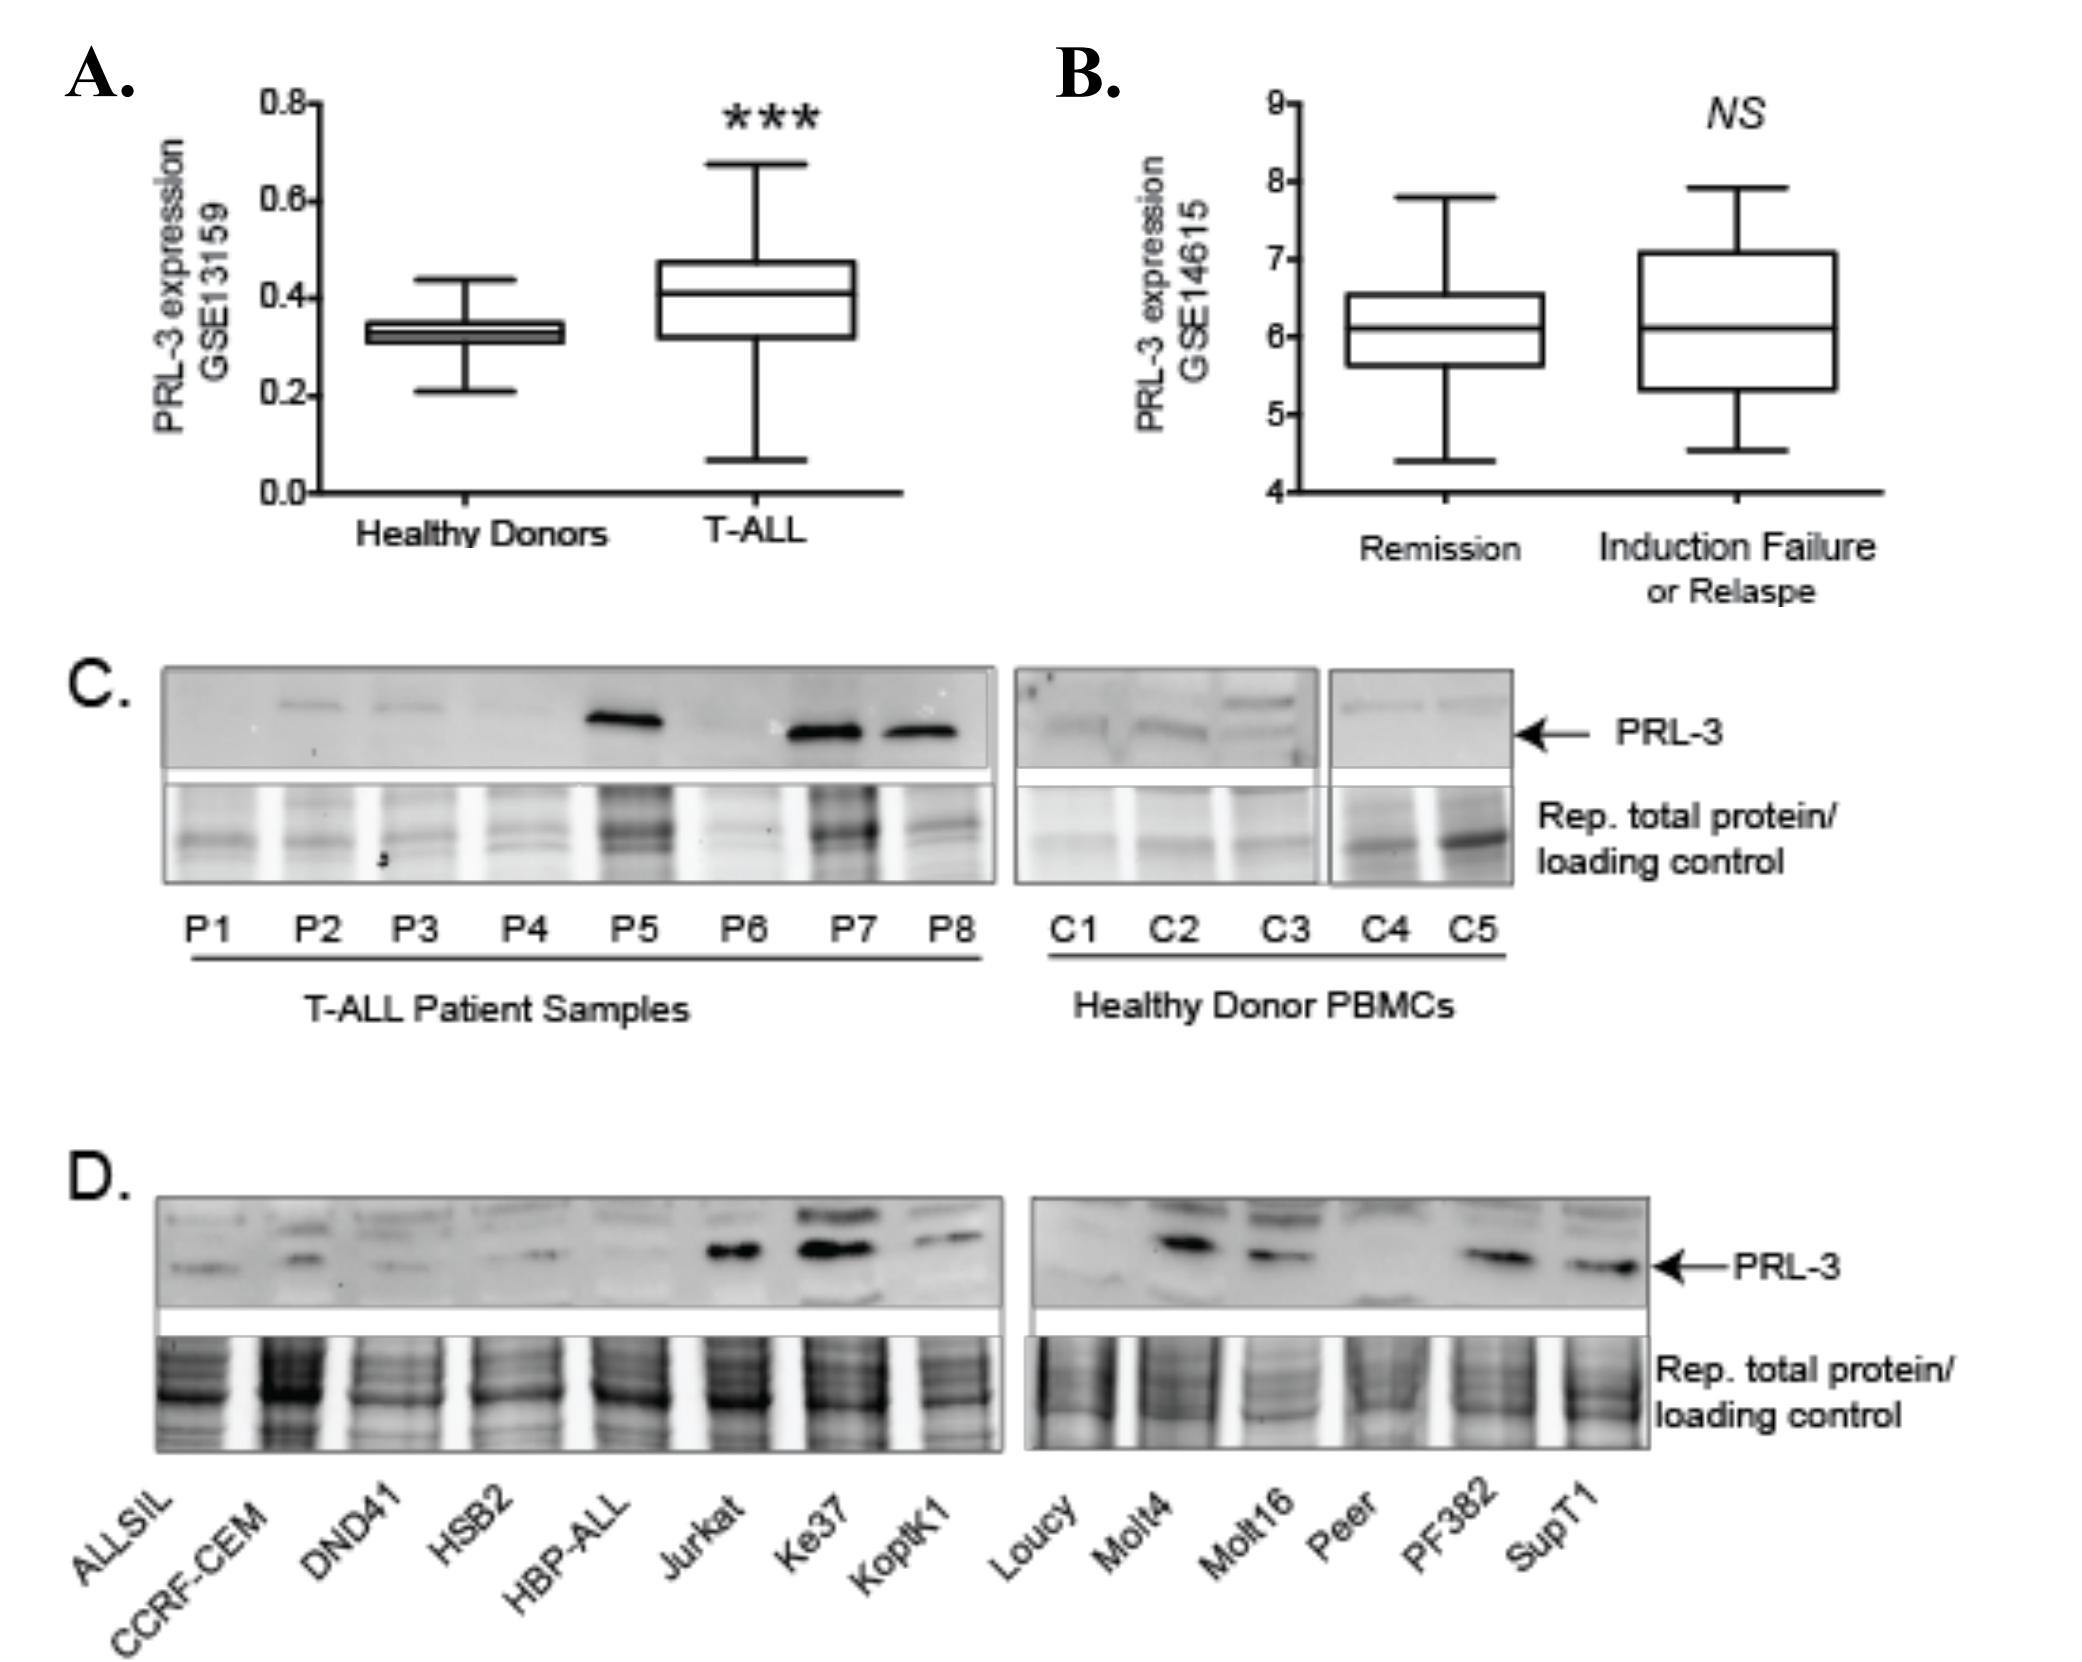 A.
PRL-3 expression
GSE13159
0.8
0.6
0.4
0.2
0.0
***
Healthy Donors
T-ALL
B.
PRL-3 expression
GSE14615
9
8
7
6
5
4
NS
Remission
Induction Failure
or Relaspe
C.
PRL-3
Rep. total protein/
loading control
P1 P2 P3 P4 P5 P6 P7 P8
C1 C2 C3 C4 C5
T-ALL Patient Samples
Healthy Donor PBMCs
D.
PRL-3
Rep. total protein/
loading control
ALLSIL
CCRF-CEM
DND41
HSB2
HBP-ALL
Jurkat
Ke37
KoptK1
Loucy
Molt4
Molt16
Peer
PF382
SupT1